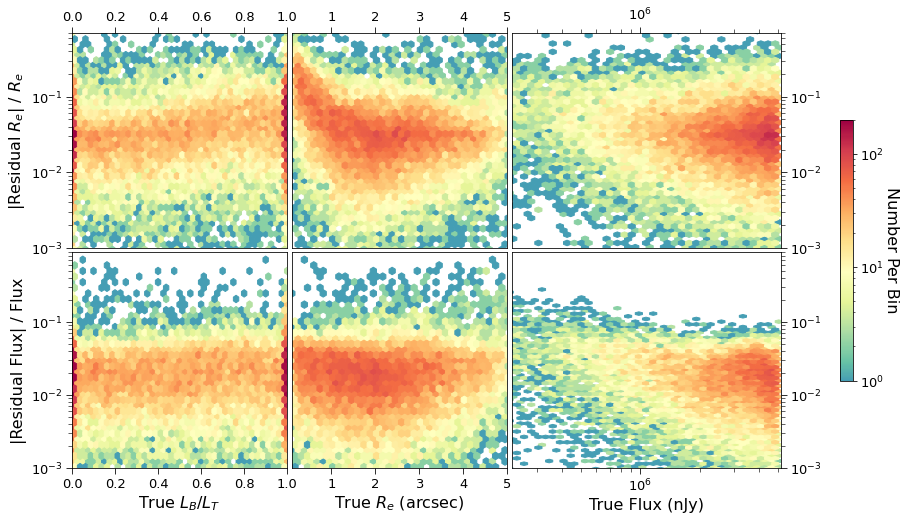 0.0 0.2 0.4 0.6 0.8 1.0 1 2 3 4 5 10^6
|Residual R_e| / R_e
10^-1 10^-1
10^-2 10^-2
10^-3 10^-3
|Residual Flux| / Flux
10^-1 10^-1
10^-2 10^-2
10^-3 10^-3
0.0 0.2 0.4 0.6 0.8 1.0 1 2 3 4 5 10^6
True L_B/L_T True R_e (arcsec) True Flux (nJy)
10^2
10^1
10^0
Number Per Bin